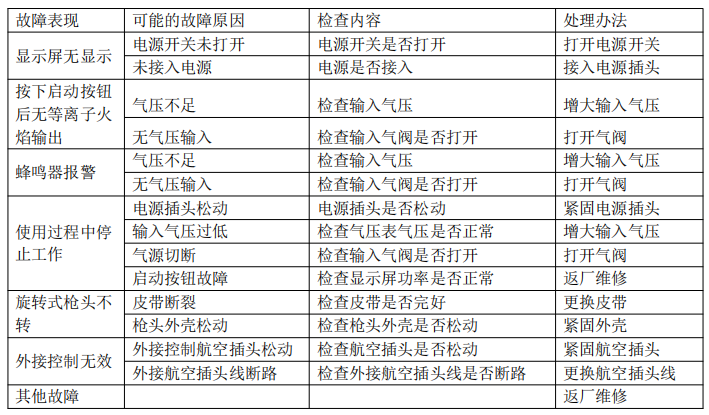 故障表现 可能的故障原因 检查内容 处理办法
显示屏无显示 电源开关未打开 电源开关是否打开 打开电源开关
未接入电源 电源是否接入 接入电源插头
按下启动按钮
后无等离子火
焰输出
气压不足 检查输入气压 增大输入气压
无气压输入 检查输入气阀是否打开 打开气阀
蜂鸣器报警 气压不足 检查输入气压 增大输入气压
无气压输入 检查输入气阀是否打开 打开气阀
使用过程中停
止工作
电源插头松动 电源插头是否松动 紧固电源插头
输入气压过低 检查气压表气压是否正常 增大输入气压
气源切断 检查输入气阀是否打开 打开气阀
启动按钮故障 检查显示屏功率是否正常 返厂维修
旋转式枪头不
转
皮带断裂 检查皮带是否完好 更换皮带
枪头外壳松动 检查枪头外壳是否松动 紧固外壳
外接控制无效 外接控制航空插头松动 检查航空插头是否松动 紧固航空插头
外接航空插头线断路 检查外接航空插头线是否断路 更换航空插头线
其他故障 返厂维修